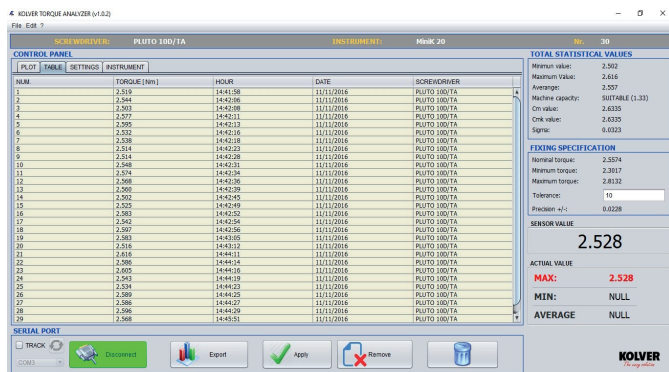 KOLVER TORQUE ANALYZER (v1.0.2)
File Edit ?
SCREWDRIVER: PLUTO 10D/TA INSTRUMENT: MiniK 20 Nr. 30
CONTROL PANEL
PLOT TABLE SETTINGS INSTRUMENT
NUM. TORQUE [ Nm ] HOUR DATE SCREWDRIVER
1 2.519 14:41:58 11/11/2016 PLUTO 10D/TA
2 2.544 14:42:06 11/11/2016 PLUTO 10D/TA
3 2.503 14:42:08 11/11/2016 PLUTO 10D/TA
4 2.577 14:42:11 11/11/2016 PLUTO 10D/TA
5 2.595 14:42:13 11/11/2016 PLUTO 10D/TA
6 2.532 14:42:16 11/11/2016 PLUTO 10D/TA
7 2.538 14:42:18 11/11/2016 PLUTO 10D/TA
8 2.514 14:42:23 11/11/2016 PLUTO 10D/TA
9 2.514 14:42:28 11/11/2016 PLUTO 10D/TA
10 2.548 14:42:31 11/11/2016 PLUTO 10D/TA
11 2.574 14:42:34 11/11/2016 PLUTO 10D/TA
12 2.568 14:42:36 11/11/2016 PLUTO 10D/TA
13 2.560 14:42:39 11/11/2016 PLUTO 10D/TA
14 2.502 14:42:45 11/11/2016 PLUTO 10D/TA
15 2.525 14:42:49 11/11/2016 PLUTO 10D/TA
16 2.583 14:42:52 11/11/2016 PLUTO 10D/TA
17 2.542 14:42:54 11/11/2016 PLUTO 10D/TA
18 2.597 14:42:56 11/11/2016 PLUTO 10D/TA
19 2.583 14:43:05 11/11/2016 PLUTO 10D/TA
20 2.516 14:43:12 11/11/2016 PLUTO 10D/TA
21 2.616 14:44:11 11/11/2016 PLUTO 10D/TA
22 2.586 14:44:14 11/11/2016 PLUTO 10D/TA
23 2.605 14:44:16 11/11/2016 PLUTO 10D/TA
24 2.543 14:44:19 11/11/2016 PLUTO 10D/TA
25 2.534 14:44:23 11/11/2016 PLUTO 10D/TA
26 2.589 14:44:25 11/11/2016 PLUTO 10D/TA
27 2.586 14:44:27 11/11/2016 PLUTO 10D/TA
28 2.596 14:44:29 11/11/2016 PLUTO 10D/TA
29 2.568 14:45:51 11/11/2016 PLUTO 10D/TA
SERIAL PORT
TRACK
COM3
Disconnect
Export
Apply
Remove
TOTAL STATISTICAL VALUES
Minimun value: 2.502
Maximum Value: 2.616
Averange: 2.557
Machine capacity: SUITABLE (1.33)
Cm value: 2.6335
Cmk value: 2.6335
Sigma: 0.0323
FIXING SPECIFICATION
Nominal torque: 2.5574
Minimum torque: 2.3017
Maximum torque: 2.8132
Tolerance: 10
Precision +/-: 0.0228
SENSOR VALUE
2.528
ACTUAL VALUE
MAX: 2.528
MIN: NULL
AVERAGE NULL
KOLVER
The easy solution